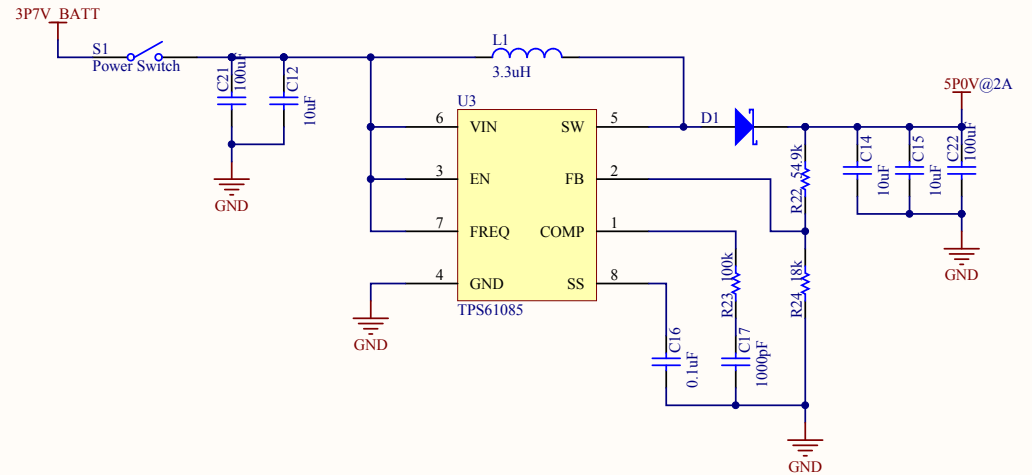 3P7V_BATT
S1
Power Switch
C21
100uF
C12
10uF
L1
3.3uH
U3
6 VIN
SW 5
3 EN
FB 2
7 FREQ
COMP 1
4 GND
SS 8
TPS61085
D1
5P0V@2A
R22 54.9k
C14
10uF
C15
10uF
C22
100uF
R23 100k
R24 18k
C16
0.1uF
C17
1000pF
GND
GND
GND
GND